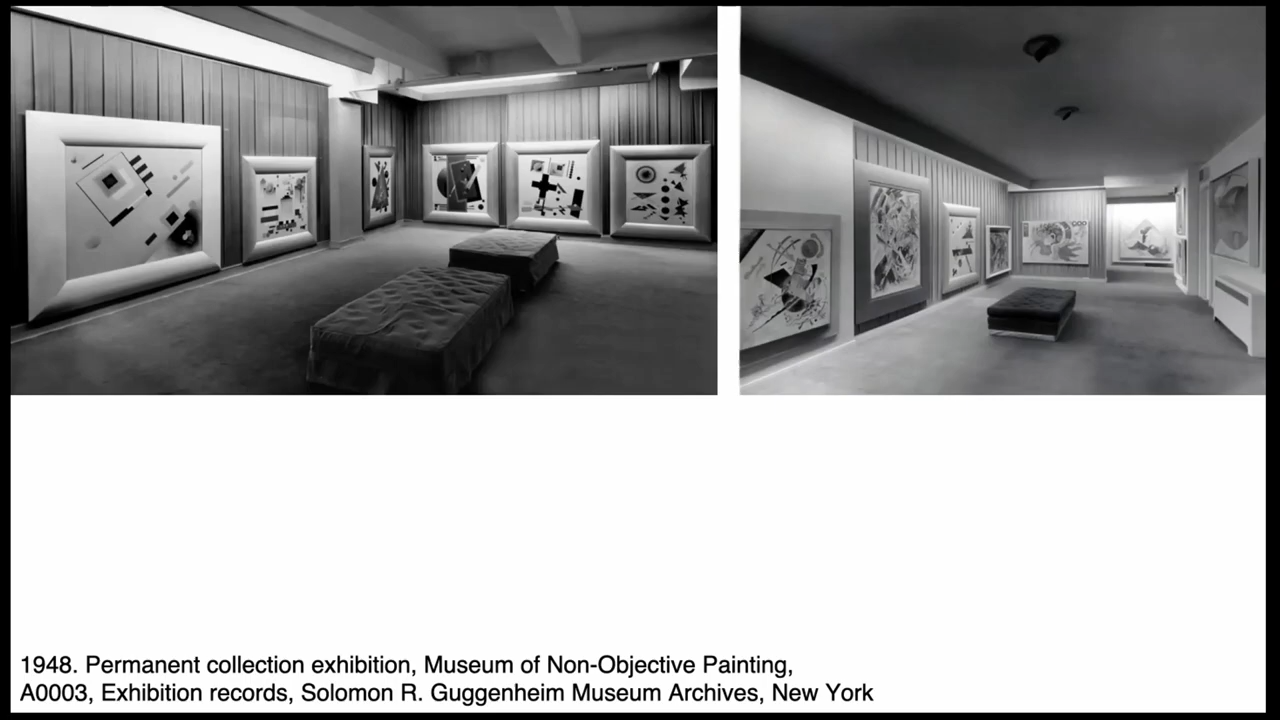 1948. Permanent collection exhibition, Museum of Non-Objective Painting,
A0003, Exhibition records, Solomon R. Guggenheim Museum Archives, New York